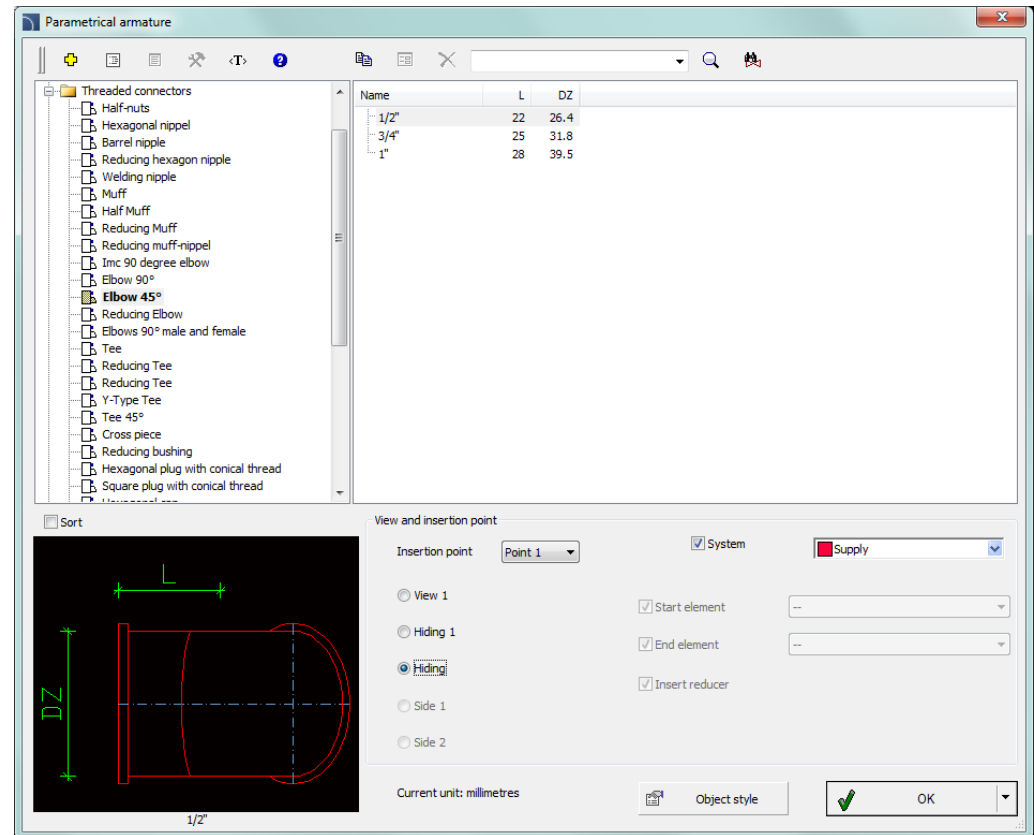 Parametrical armature
x
‹T›
?
Threaded connectors
Half-nuts
Hexagonal nippel
Barrel nipple
Reducing hexagon nipple
Welding nipple
Muff
Half Muff
Reducing Muff
Reducing muff-nippel
Imc 90 degree elbow
Elbow 90°
Elbow 45°
Reducing Elbow
Elbows 90° male and female
Tee
Reducing Tee
Reducing Tee
Y-Type Tee
Tee 45°
Cross piece
Reducing bushing
Hexagonal plug with conical thread
Square plug with conical thread
Name L DZ
1/2" 22 26.4
3/4" 25 31.8
1" 28 39.5
Sort
L
DZ
1/2"
View and insertion point
Insertion point Point 1
System Supply
View 1
Hiding 1
Hiding
Side 1
Side 2
Start element --
End element --
Insert reducer
Current unit: millimetres
Object style
OK